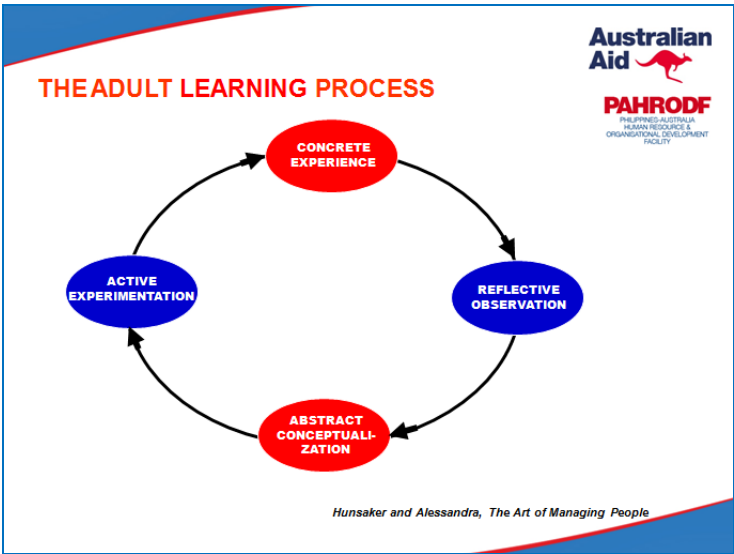 Australian
Aid
THE ADULT LEARNING PROCESS
PAHRODF
PHILIPPINES-AUSTRALIA
HUMAN RESOURCE &
ORGANISATIONAL DEVELOPMENT
FACILITY
CONCRETE
EXPERIENCE
ACTIVE
EXPERIMENTATION
REFLECTIVE
OBSERVATION
ABSTRACT
CONCEPTUALI-
ZATION
Hunsaker and Alessandra, The Art of Managing People